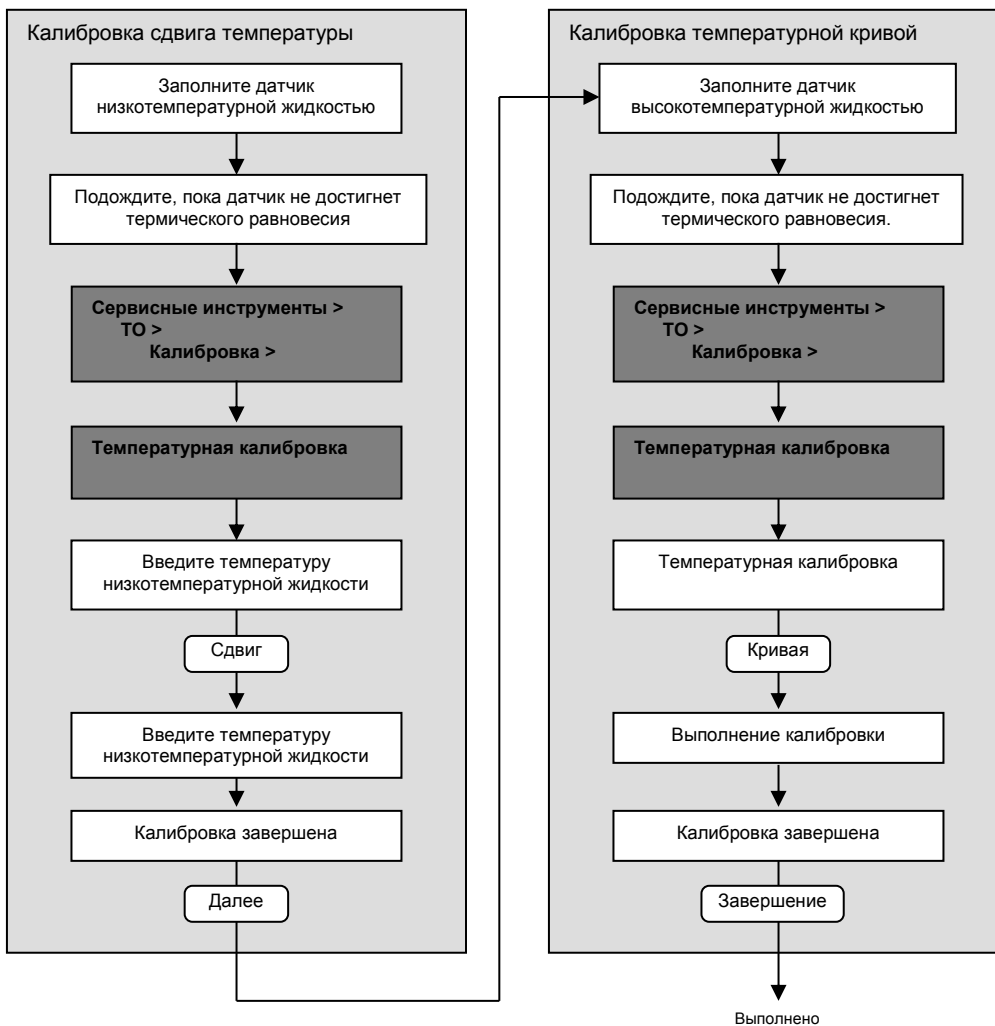 Калибровка сдвига температуры
Заполните датчик
низкотемпературной жидкостью
Подождите, пока датчик не достигнет
термического равновесия
Сервисные инструменты >
ТО >
Калибровка >
Температурная калибровка
Введите температуру
низкотемпературной жидкости
Сдвиг
Введите температуру
низкотемпературной жидкости
Калибровка завершена
Далее
Калибровка температурной кривой
Заполните датчик
высокотемпературной жидкостью
Подождите, пока датчик не достигнет
термического равновесия.
Сервисные инструменты >
ТО >
Калибровка >
Температурная калибровка
Температурная калибровка
Кривая
Выполнение калибровки
Калибровка завершена
Завершение
Выполнено